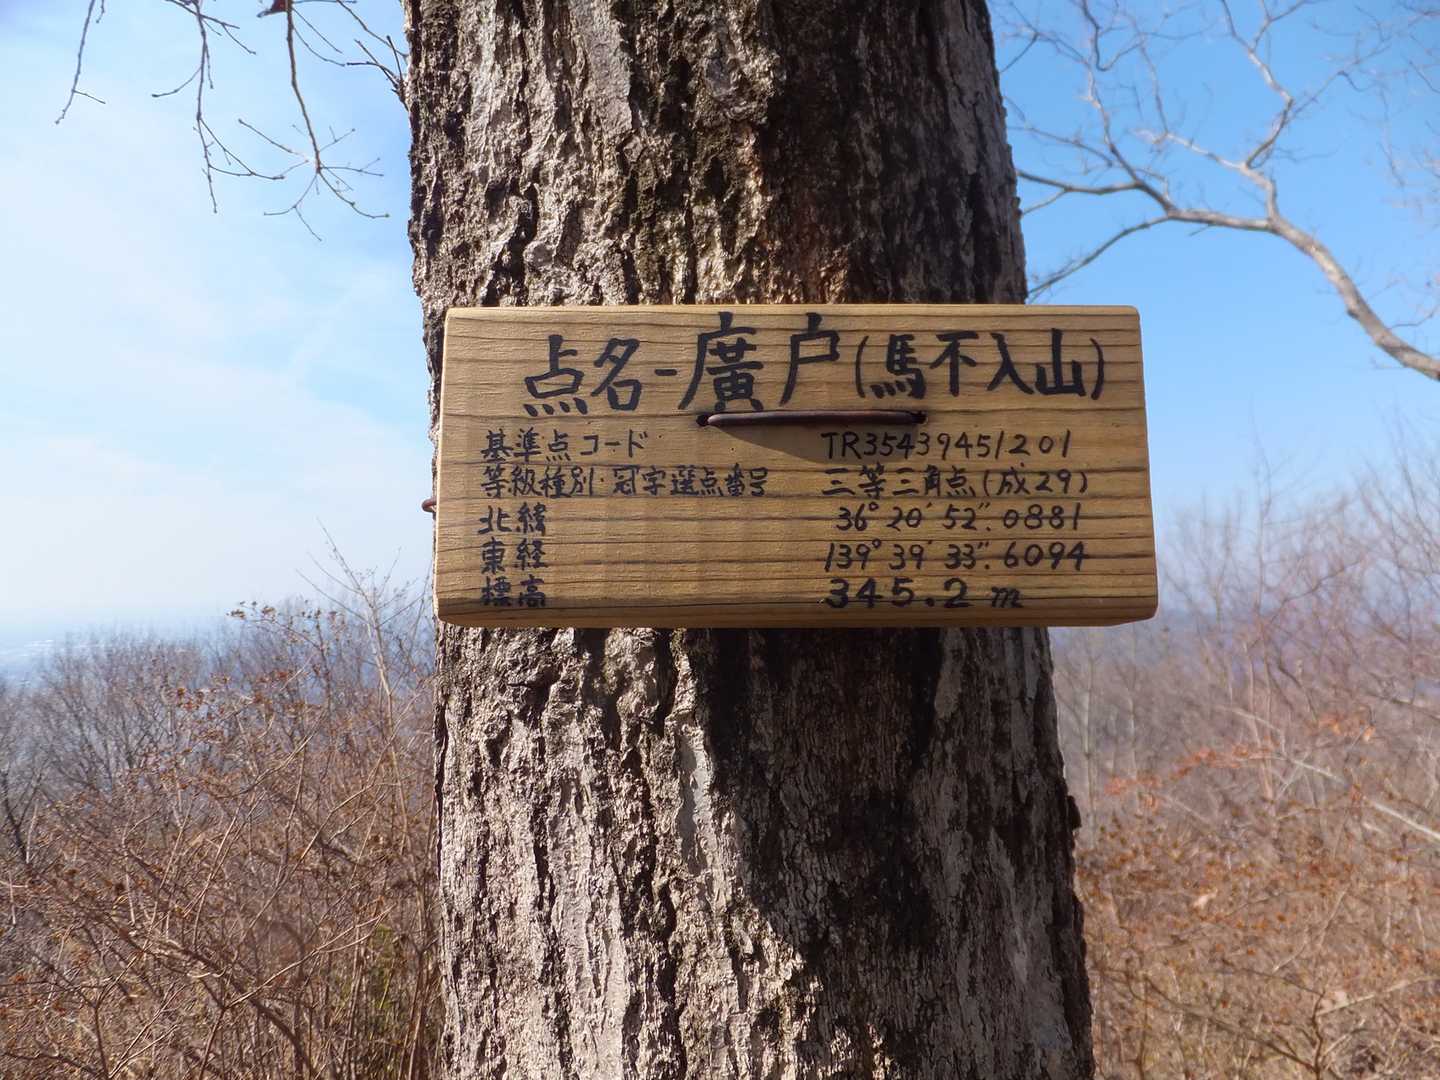 点名-廣戸(馬不入山)
基準点コード TR35439451201
等級種別·冠字選点番号 三等三角点(成29)
北緯 36°20′52″.0881
東経 139°39′33″.6094
標高 345.2m